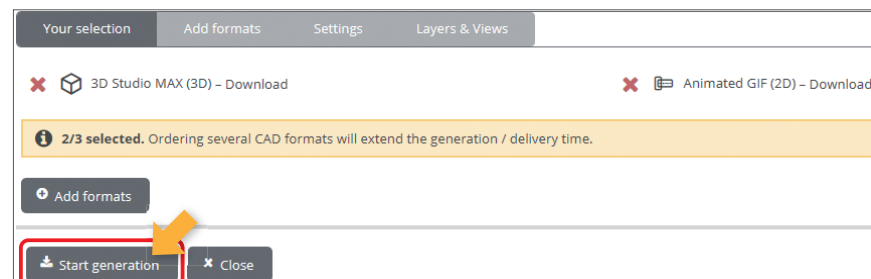 Your selection Add formats Settings Layers & Views
3D Studio MAX (3D) – Download Animated GIF (2D) – Download
2/3 selected. Ordering several CAD formats will extend the generation / delivery time.
Add formats
Start generation Close